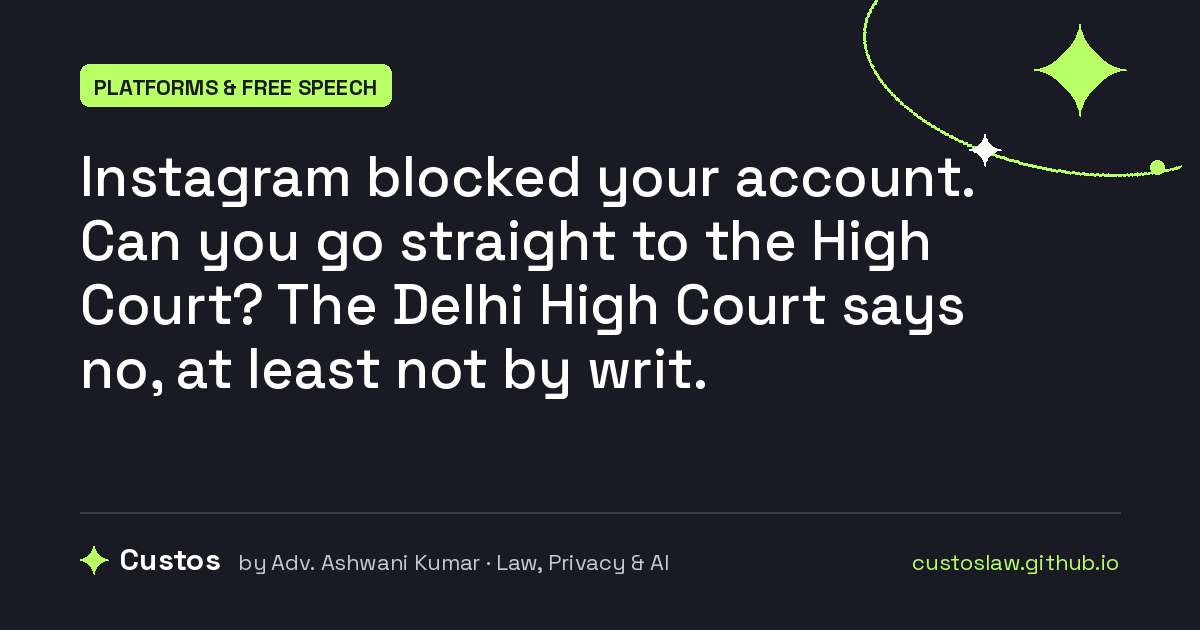 PLATFORMS & FREE SPEECH
Instagram blocked your account.
Can you go straight to the High
Court? The Delhi High Court says
no, at least not by writ.
Custos by Adv. Ashwani Kumar · Law, Privacy & AI custoslaw.github.io